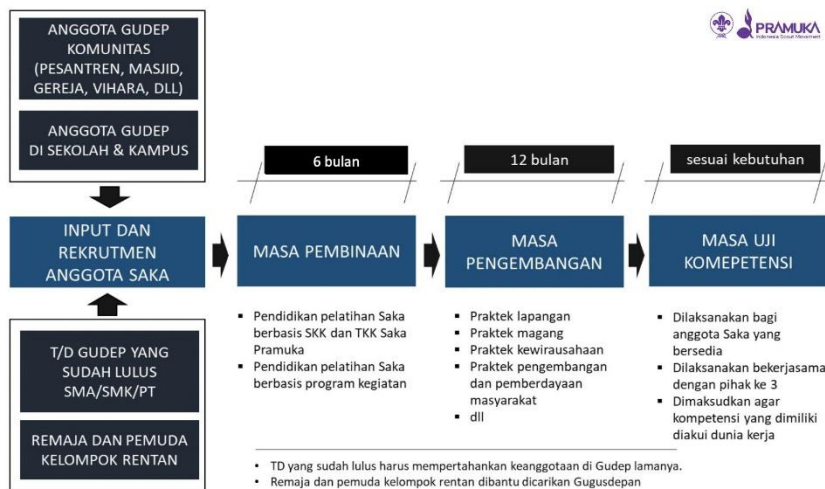 PRAMUKA
Indonesia Scout Movement
ANGGOTA GUDEP
KOMUNITAS
(PESANTREN, MASJID,
GEREJA, VIHARA, DLL)
ANGGOTA GUDEP
DI SEKOLAH & KAMPUS
INPUT DAN
REKRUTMEN
ANGGOTA SAKA
T/D GUDEP YANG
SUDAH LULUS
SMA/SMK/PT
REMAJA DAN PEMUDA
KELOMPOK RENTAN
6 bulan
MASA PEMBINAAN
▪ Pendidikan pelatihan Saka
berbasis SKK dan TKK Saka
Pramuka
▪ Pendidikan pelatihan Saka
berbasis program kegiatan
12 bulan
MASA
PENGEMBANGAN
▪ Praktek lapangan
▪ Praktek magang
▪ Praktek kewirausahaan
▪ Praktek pengembangan
dan pemberdayaan
masyarakat
▪ dll
sesuai kebutuhan
MASA UJI
KOMEPETENSI
▪ Dilaksanakan bagi
anggota Saka yang
bersedia
▪ Dilaksanakan bekerjasama
dengan pihak ke 3
▪ Dimaksudkan agar
kompetensi yang dimiliki
diakui dunia kerja
• TD yang sudah lulus harus mempertahankan keanggotaan di Gudep lamanya.
• Remaja dan pemuda kelompok rentan dibantu dicarikan Gugusdepan